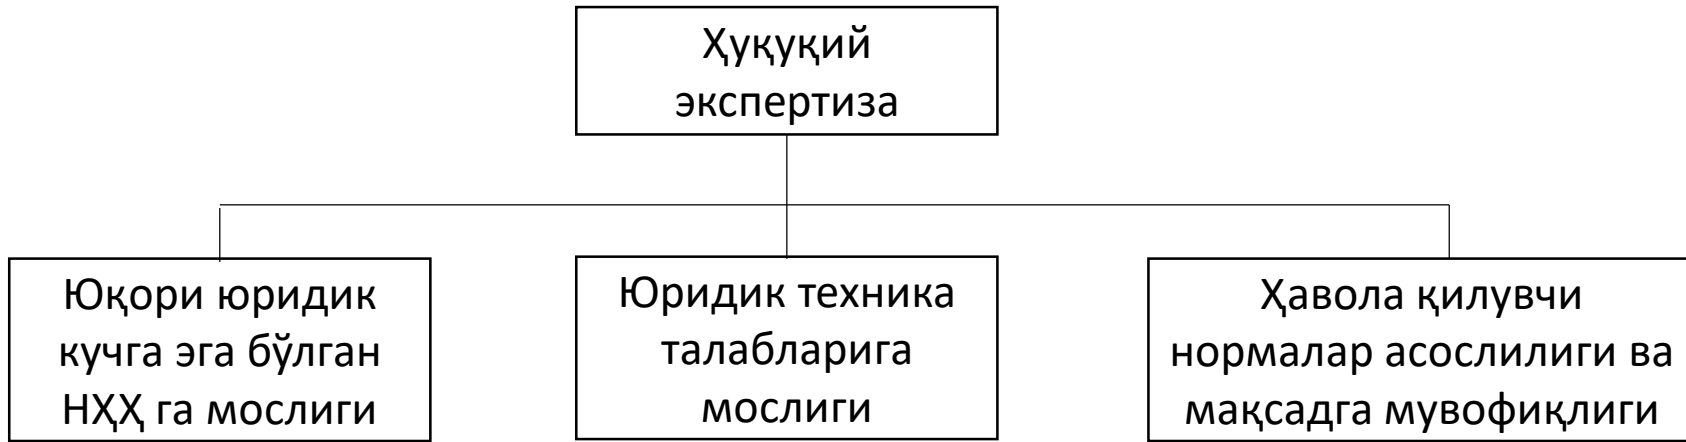 Ҳуқуқий
экспертиза
Юқори юридик
кучга эга бўлган
НҲҲ га мослиги
Юридик техника
талабларига
мослиги
Ҳавола қилувчи
нормалар асослилиги ва
мақсадга мувофиқлиги